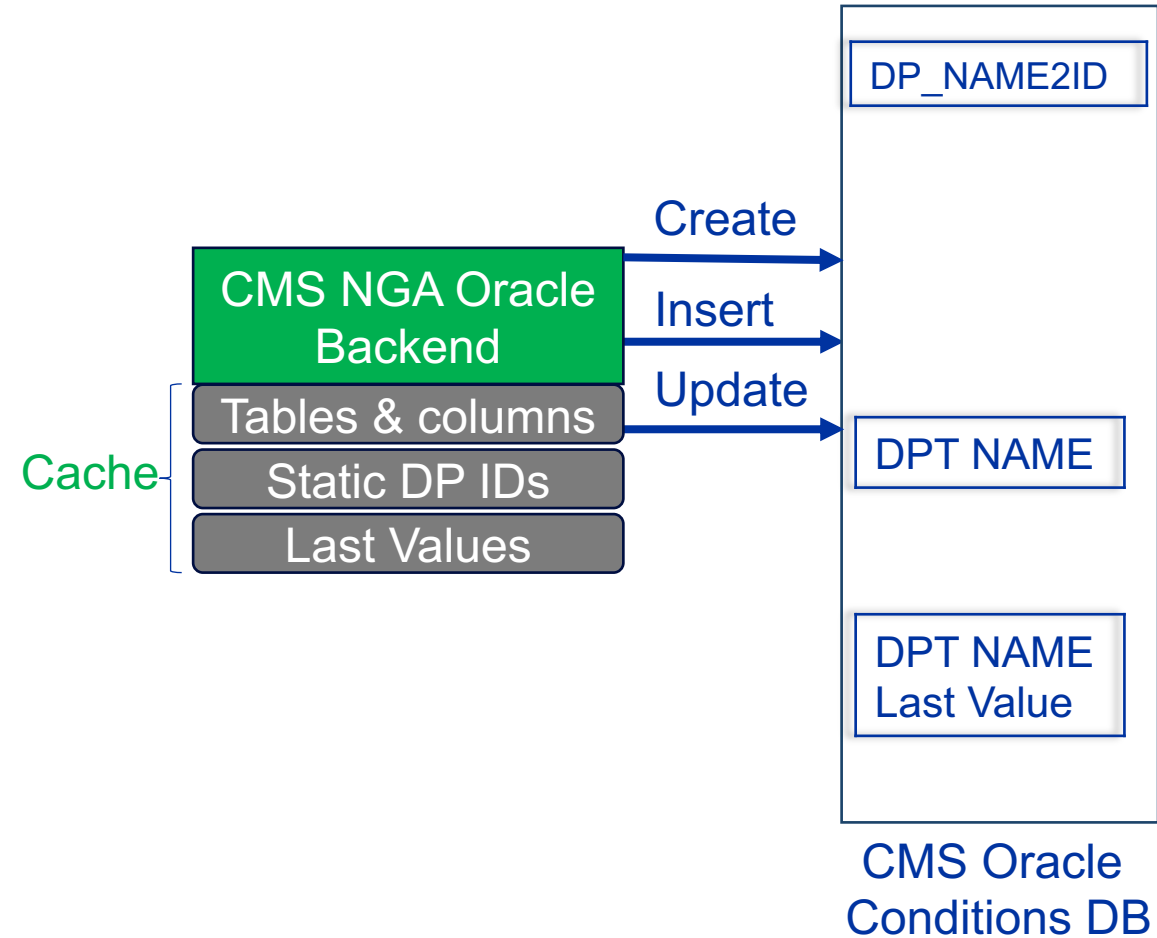 DP_NAME2ID
Create
CMS NGA Oracle
Backend
Insert
Update
Tables & columns
Cache
Static DP IDs
Last Values
DPT NAME
DPT NAME
Last Value
CMS Oracle
Conditions DB